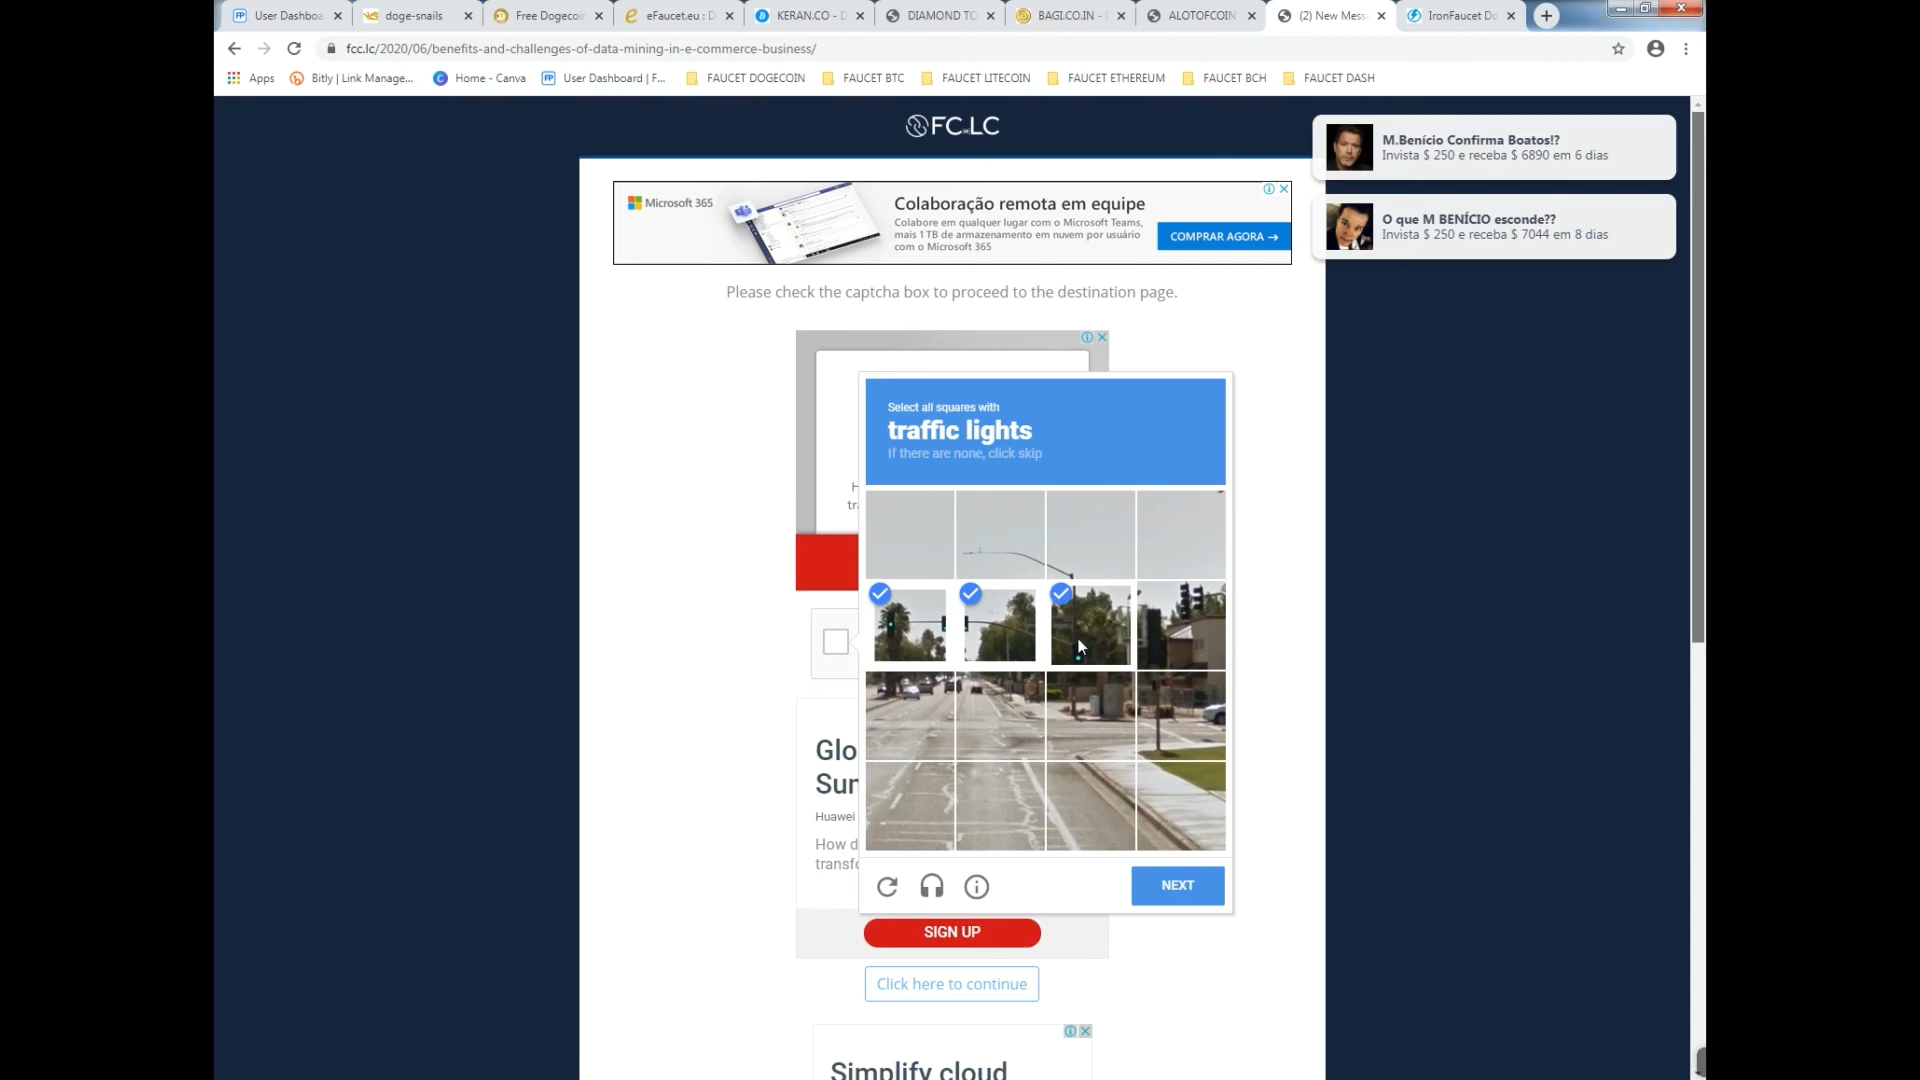 User Dashboa
doge-snails
Free Dogecoi
eFaucet.eu : D
KERAN.CO - D
DIAMOND TO
BAGI.CO.IN -
ALOTOFCOIN
(2) New Mess
IronFaucet Do
fcc.lc/2020/06/benefits-and-challenges-of-data-mining-in-e-commerce-business/
Apps
Bitly | Link Manage...
Home - Canva
User Dashboard | F...
FAUCET DOGECOIN
FAUCET BTC
FAUCET LITECOIN
FAUCET ETHEREUM
FAUCET BCH
FAUCET DASH
FC.LC
M.Benício Confirma Boatos!?
Invista $ 250 e receba $ 6890 em 6 dias
O que M BENÍCIO esconde??
Invista $ 250 e receba $ 7044 em 8 dias
Microsoft 365
Colaboração remota em equipe
Colabore em qualquer lugar com o Microsoft Teams,
mais 1 TB de armazenamento em nuvem por usuário
com o Microsoft 365
COMPRAR AGORA →
Please check the captcha box to proceed to the destination page.
Select all squares with
traffic lights
If there are none, click skip
H
tra
Glo
Sun
Huawei
How d
transfo
NEXT
SIGN UP
Click here to continue
Simplify cloud